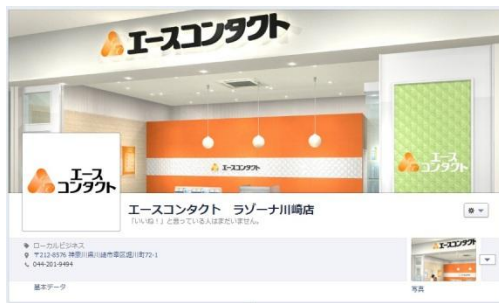 エースコンタクト
エースコンタクト
エース
コンタクト
エース
コンタクト
エースコンタクト ラゾーナ川崎店
「いいね!」と言っている人はまだいません。
ローカルビジネス
〒212-8576 神奈川県川崎市幸区堀川町72-1
044-201-9494
エースコンタクト
基本データ
写真